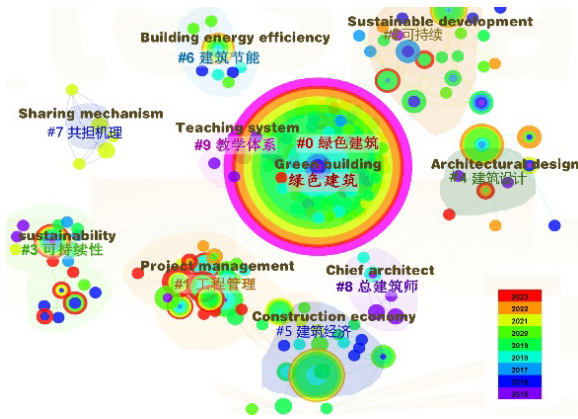 Sustainable development
#2 可持续
Building energy efficiency
#6 建筑节能
Sharing mechanism
#7 共担机理
Teaching system
#9 教学体系
#0 绿色建筑
Green building
绿色建筑
Architectural design
#4 建筑设计
sustainability
#3 可持续性
Project management
#1 工程管理
Chief architect
#8 总建筑师
Construction economy
#5 建筑经济
2023
2022
2021
2020
2019
2018
2017
2016
2015